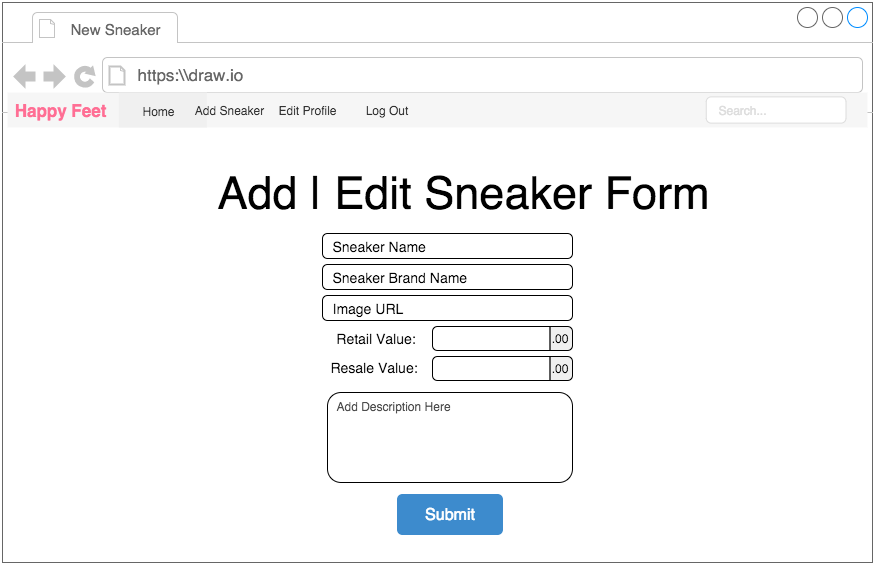 New Sneaker
https:\\draw.io
Happy Feet Home Add Sneaker Edit Profile Log Out Search...
Add | Edit Sneaker Form
Sneaker Name
Sneaker Brand Name
Image URL
Retail Value: .00
Resale Value: .00
Add Description Here
Submit